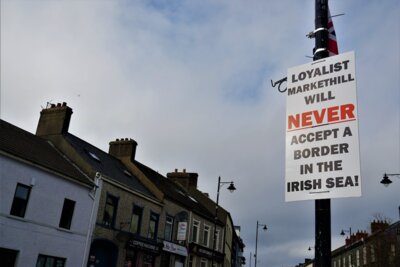 LOYALIST
MARKETHILL
WILL
NEVER
ACCEPT A
BORDER
IN THE
IRISH SEA!